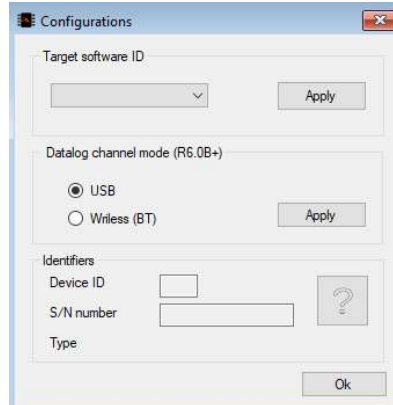 Configurations
Target software ID
Apply
Datalog channel mode (R6.0B+)
USB
Wriless (BT)
Apply
Identifiers
Device ID
S/N number
?
Type
Ok